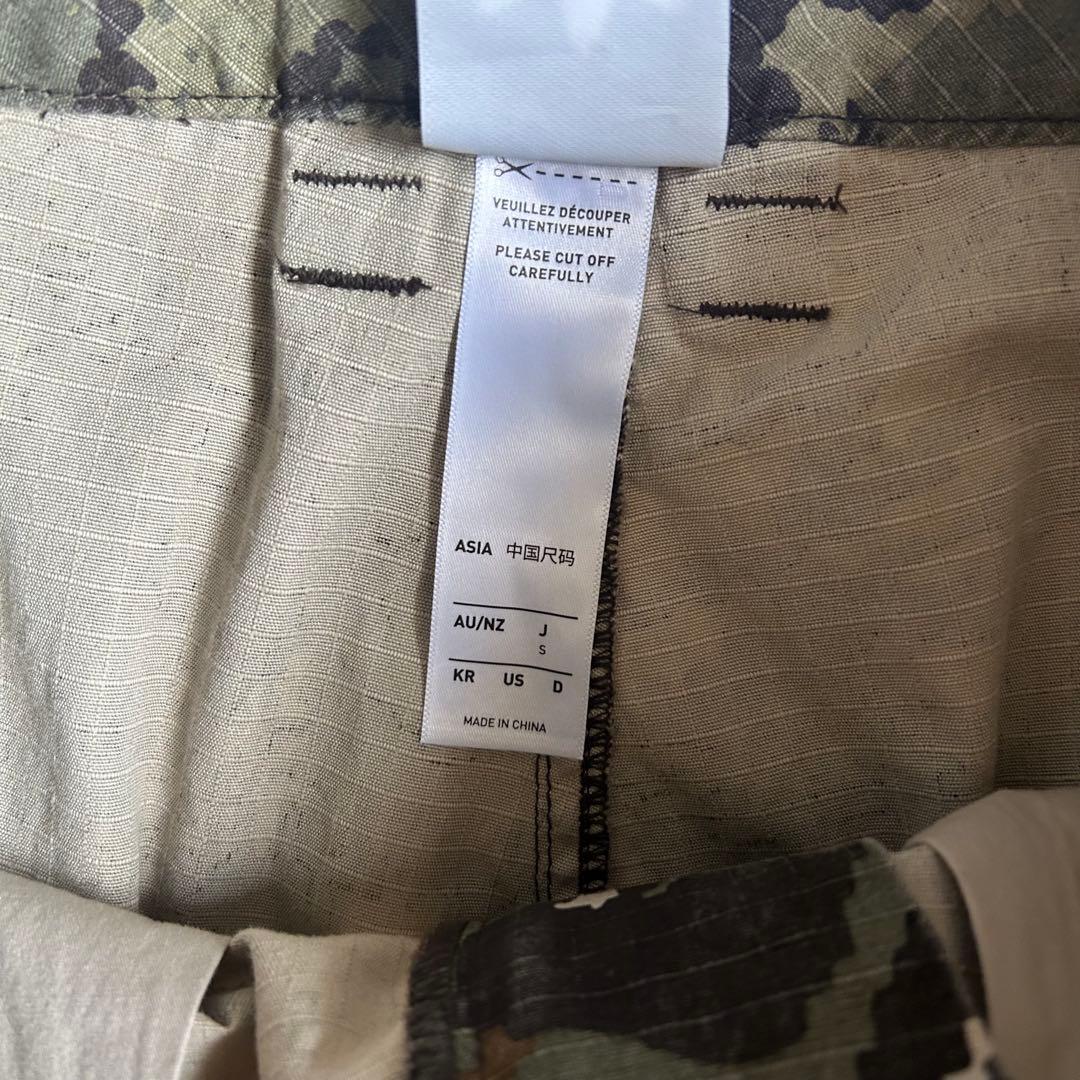 VEUILLEZ DÉCOUPER
ATTENTIVEMENT
PLEASE CUT OFF
CAREFULLY
ASIA 中国尺码
AU/NZ J
S
KR US D
MADE IN CHINA